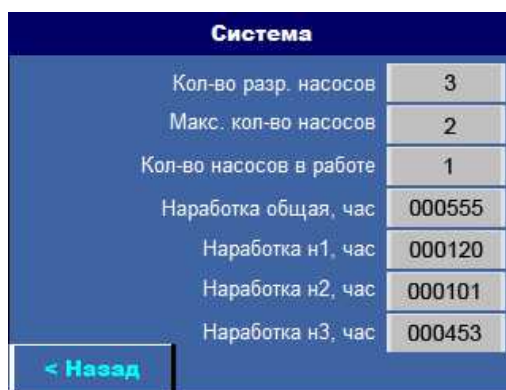 Система
Кол-во разр. насосов 3
Макс. кол-во насосов 2
Кол-во насосов в работе 1
Наработка общая, час 000555
Наработка н1, час 000120
Наработка н2, час 000101
Наработка н3, час 000453
< Назад